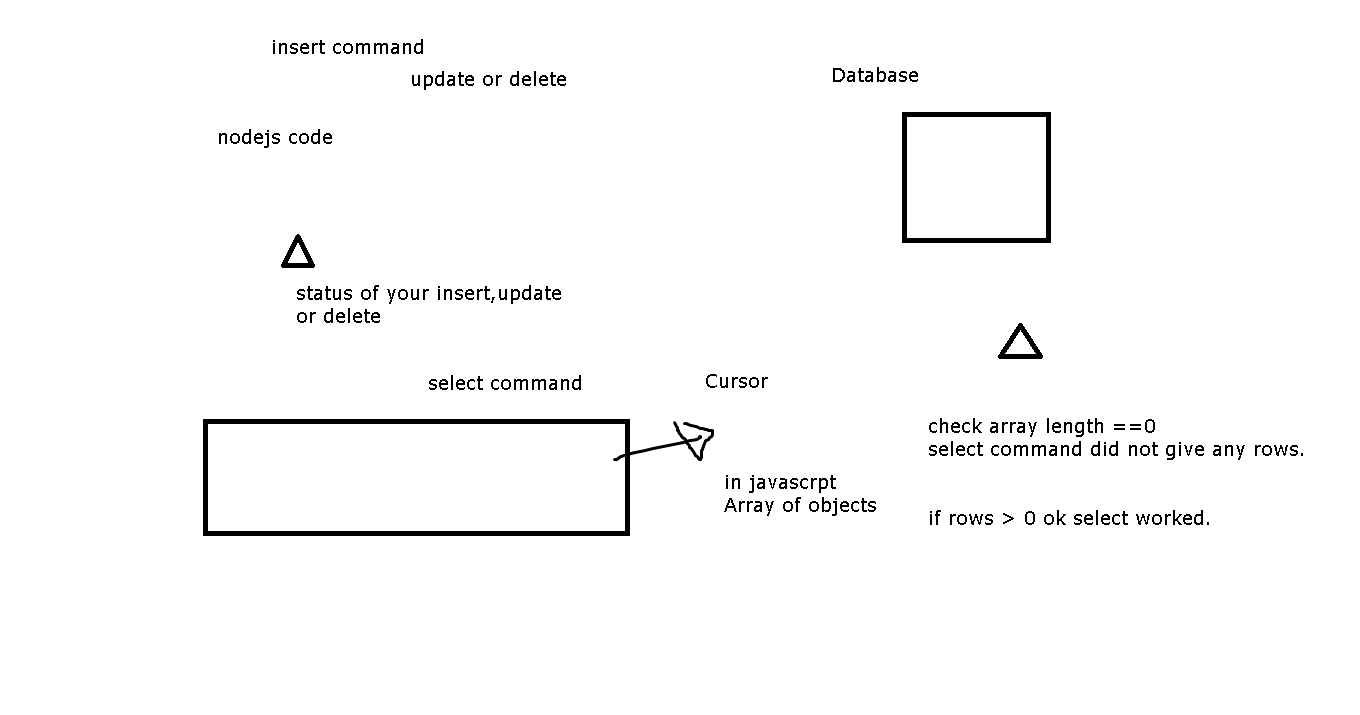 insert command
update or delete
Database
nodejs code
status of your insert,update
or delete
select command
Cursor
check array length ==0
select command did not give any rows.
in javascrpt
Array of objects
if rows > 0 ok select worked.